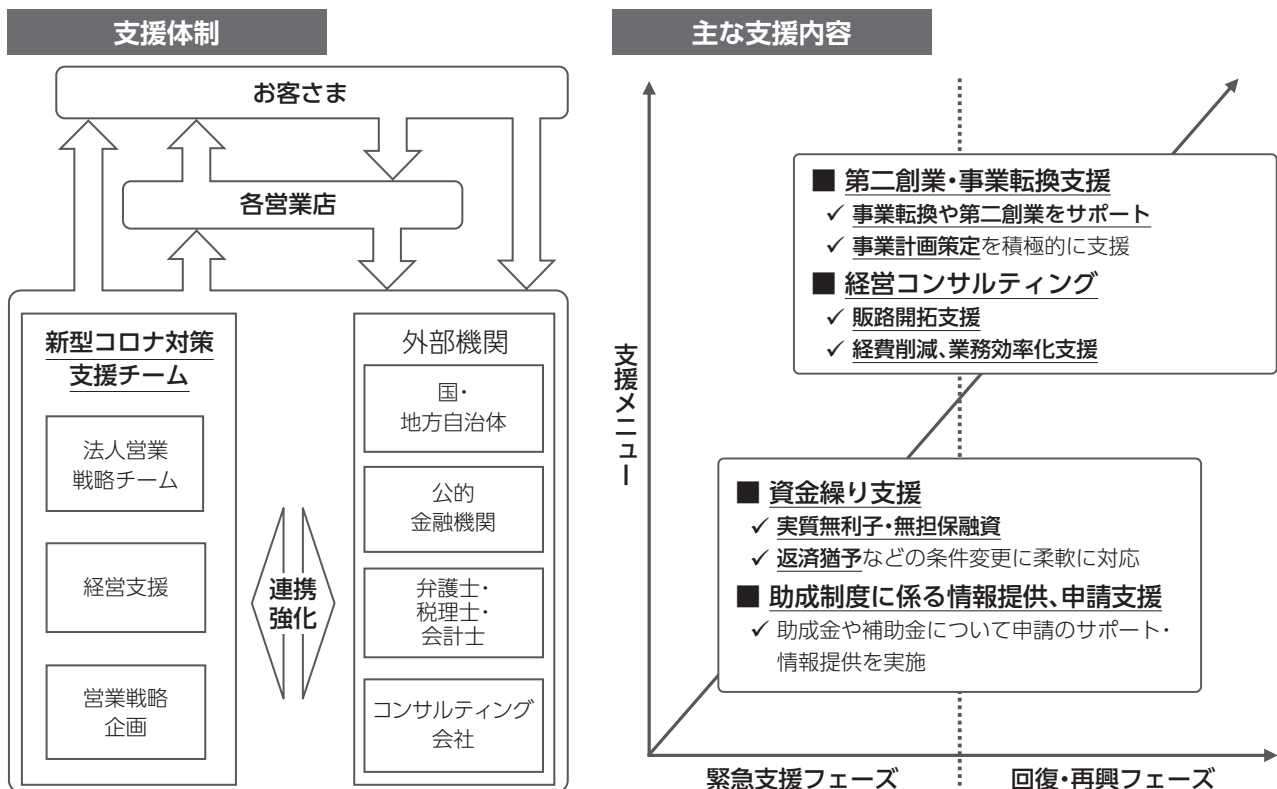 支援体制
お客さま
各営業店
新型コロナ対策
支援チーム
法人営業
戦略チーム
経営支援
営業戦略
企画
連携
強化
外部機関
国・
地方自治体
公的
金融機関
弁護士・
税理士・
会計士
コンサルティング
会社
主な支援内容
支援メニュー
■ 第二創業・事業転換支援
✓ 事業転換や第二創業をサポート
✓ 事業計画策定を積極的に支援
■ 経営コンサルティング
✓ 販路開拓支援
✓ 経費削減、業務効率化支援
■ 資金繰り支援
✓ 実質無利子・無担保融資
✓ 返済猶予などの条件変更に柔軟に対応
■ 助成制度に係る情報提供、申請支援
✓ 助成金や補助金について申請のサポート・
情報提供を実施
緊急支援フェーズ
回復・再興フェーズ